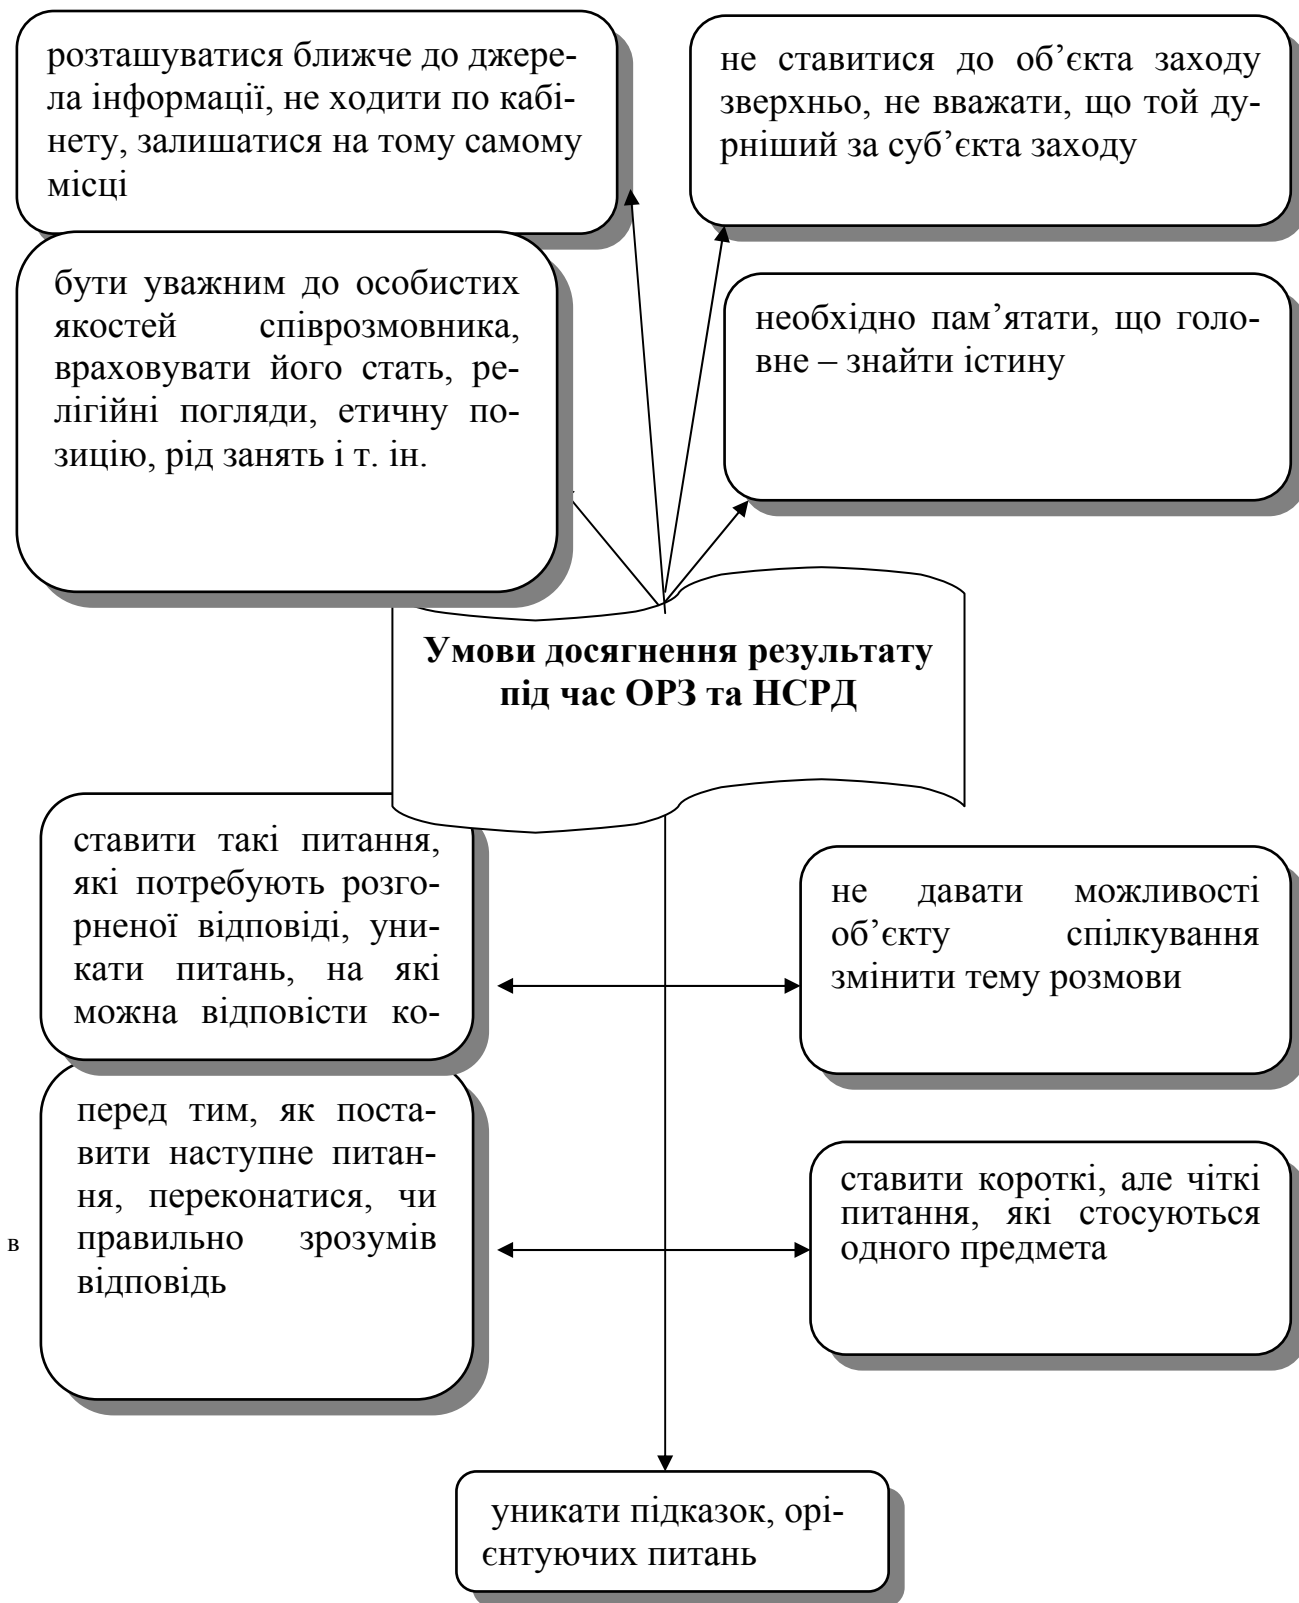 розташуватися ближче до джере-
ла інформації, не ходити по кабі-
нету, залишатися на тому самому
місці
не ставитися до об’єкта заходу
зверхньо, не вважати, що той ду-
рніший за суб’єкта заходу
бути уважним до особистих
якостей співрозмовника,
враховувати його стать, ре-
лігійні погляди, етичну по-
зицію, рід занять і т. ін.
необхідно пам’ятати, що голо-
вне – знайти істину
Умови досягнення результату
під час ОРЗ та НСРД
ставити такі питання,
які потребують розго-
рненої відповіді, уни-
кати питань, на які
можна відповісти ко-
не давати можливості
об’єкту спілкування
змінити тему розмови
перед тим, як поста-
вити наступне питан-
ня, переконатися, чи
правильно зрозумів
відповідь
в
ставити короткі, але чіткі
питання, які стосуються
одного предмета
уникати підказок, орі-
єнтуючих питань